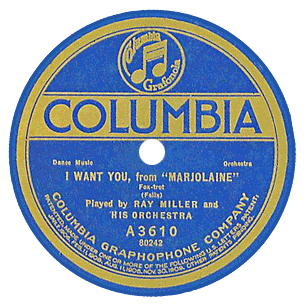 Columbia
Grafonola
COLUMBIA
Dance Music
Orchestra
I WANT YOU, from "MARJOLAINE"
Fox-trot
(Felix)
Played by RAY MILLER and
HIS ORCHESTRA
A3610
80242
COLUMBIA GRAPHOPHONE COMPANY